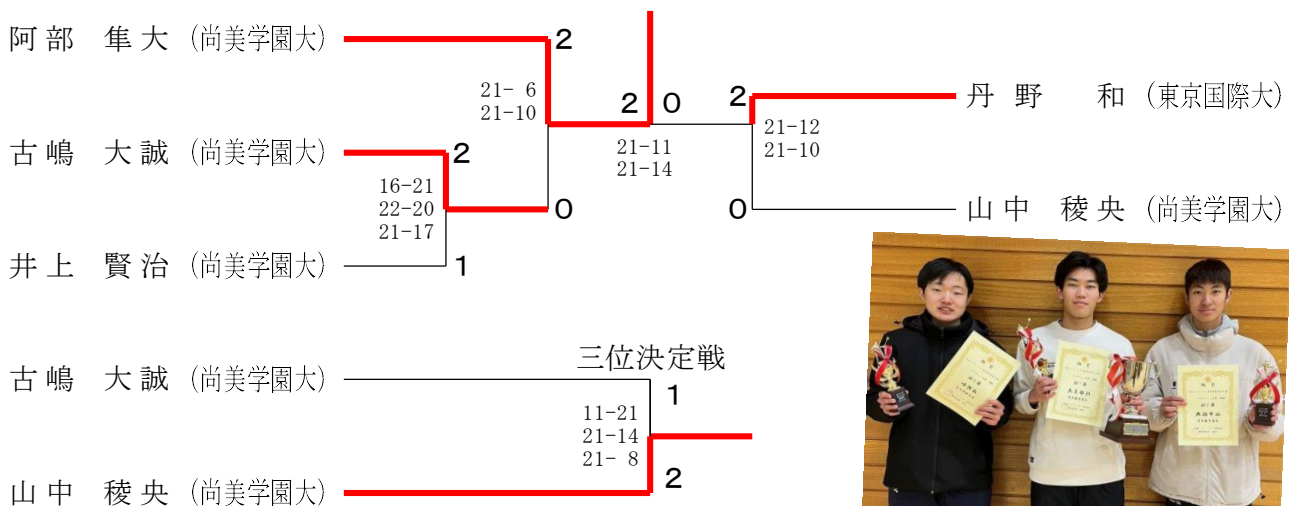 阿部 隼大 (尚美学園大)
2
21- 6
21-10
2 0
2
丹野 和 (東京国際大)
21-12
21-10
古嶋 大誠 (尚美学園大)
2
21-11
21-14
16-21
22-20
21-17
0
0
山中 稜央 (尚美学園大)
井上 賢治 (尚美学園大)
1
三位決定戦
古嶋 大誠 (尚美学園大)
1
11-21
21-14
21- 8
2
山中 稜央 (尚美学園大)